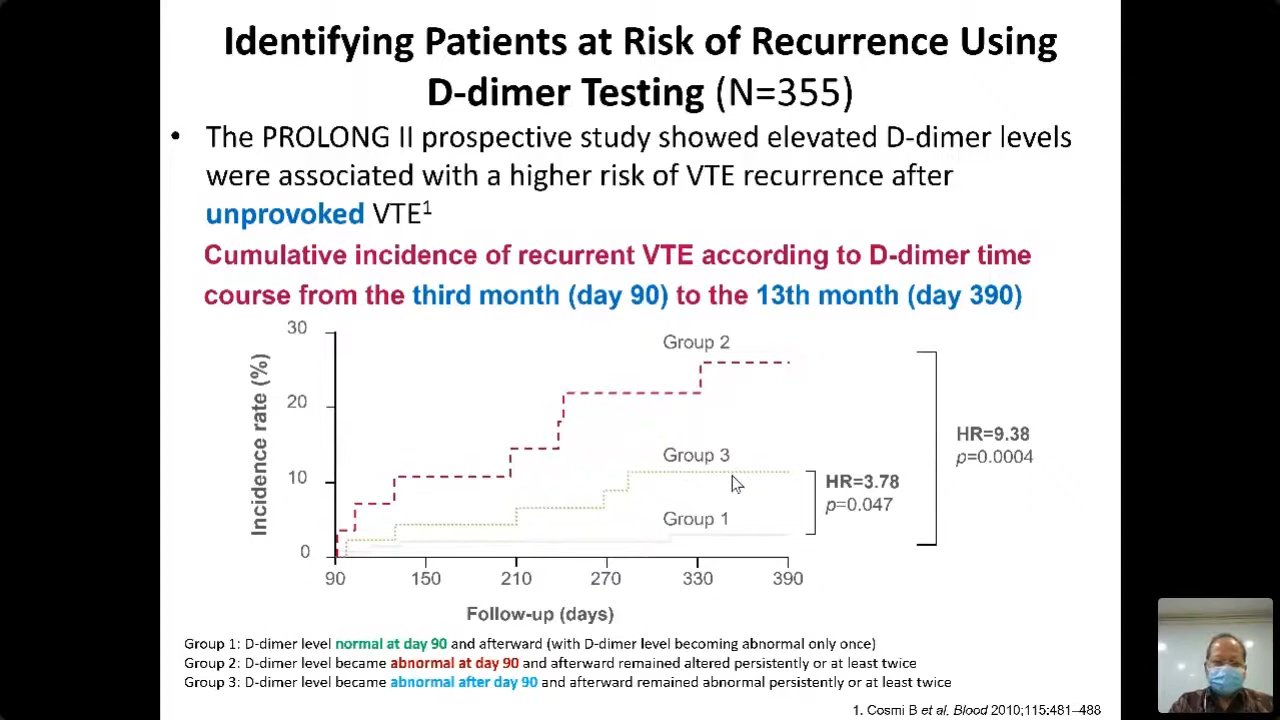 Identifying Patients at Risk of Recurrence Using
D-dimer Testing (N=355)
• The PROLONG II prospective study showed elevated D-dimer levels
were associated with a higher risk of VTE recurrence after
unprovoked VTE1
Cumulative incidence of recurrent VTE according to D-dimer time
course from the third month (day 90) to the 13th month (day 390)
Incidence rate (%)
30
20
10
0
Group 2
Group 3
Group 1
HR=9.38
p=0.0004
HR=3.78
p=0.047
90 150 210 270 330 390
Follow-up (days)
Group 1: D-dimer level normal at day 90 and afterward (with D-dimer level becoming abnormal only once)
Group 2: D-dimer level became abnormal at day 90 and afterward remained altered persistently or at least twice
Group 3: D-dimer level became abnormal after day 90 and afterward remained abnormal persistently or at least twice
1. Cosmi B et al, Blood 2010;115:481–488